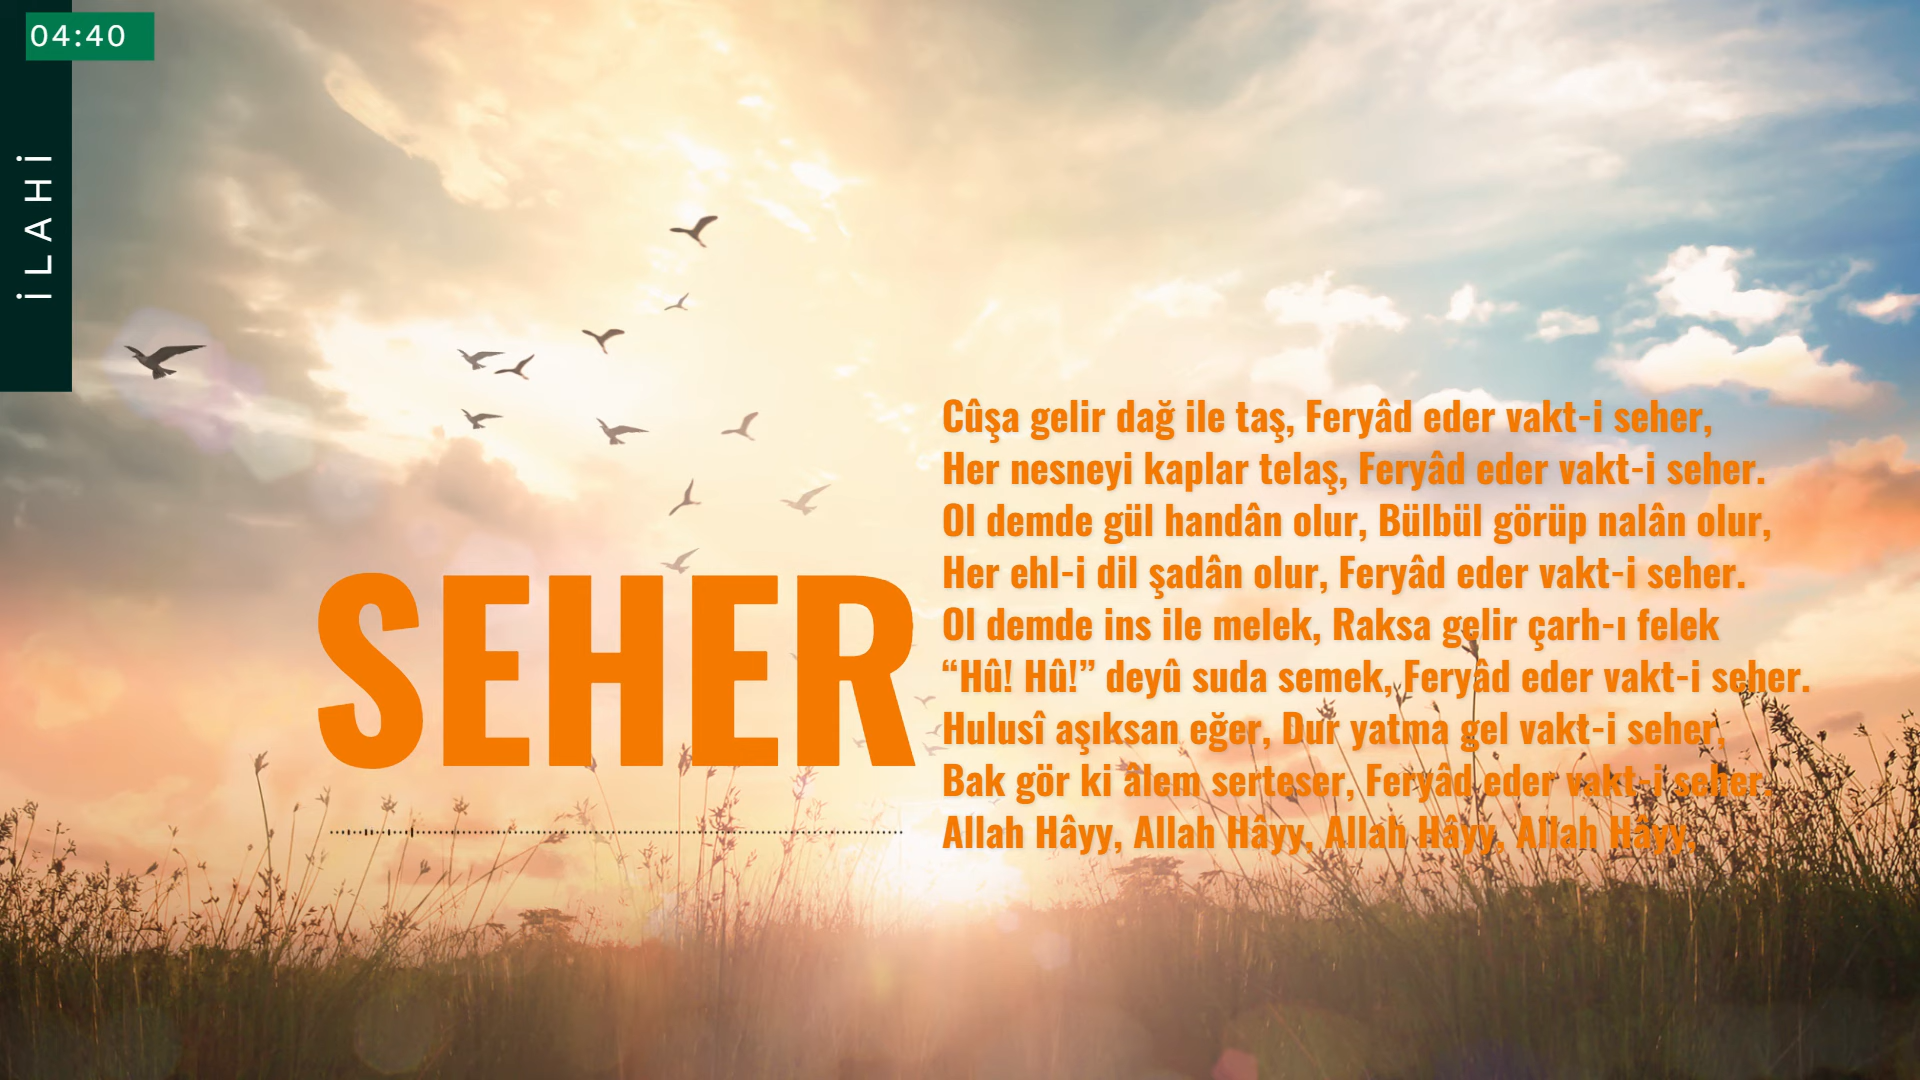 04:40
İLAHİ
SEHER
Cûşa gelir dağ ile taş, Feryâd eder vakt-i seher,
Her nesneyi kaplar telaş, Feryâd eder vakt-i seher.
Ol demde gül handân olur, Bülbül görüp nalân olur,
Her ehl-i dil şadân olur, Feryâd eder vakt-i seher.
Ol demde ins ile melek, Raksa gelir çarh-ı felek
“Hû! Hû!” deyû suda semek, Feryâd eder vakt-i seher.
Hulusî aşıksan eğer, Dur yatma gel vakt-i seher,
Bak gör ki âlem serteser, Feryâd eder vakt-i seher,
Allah Hâyy, Allah Hâyy, Allah Hâyy, Allah Hâyy,